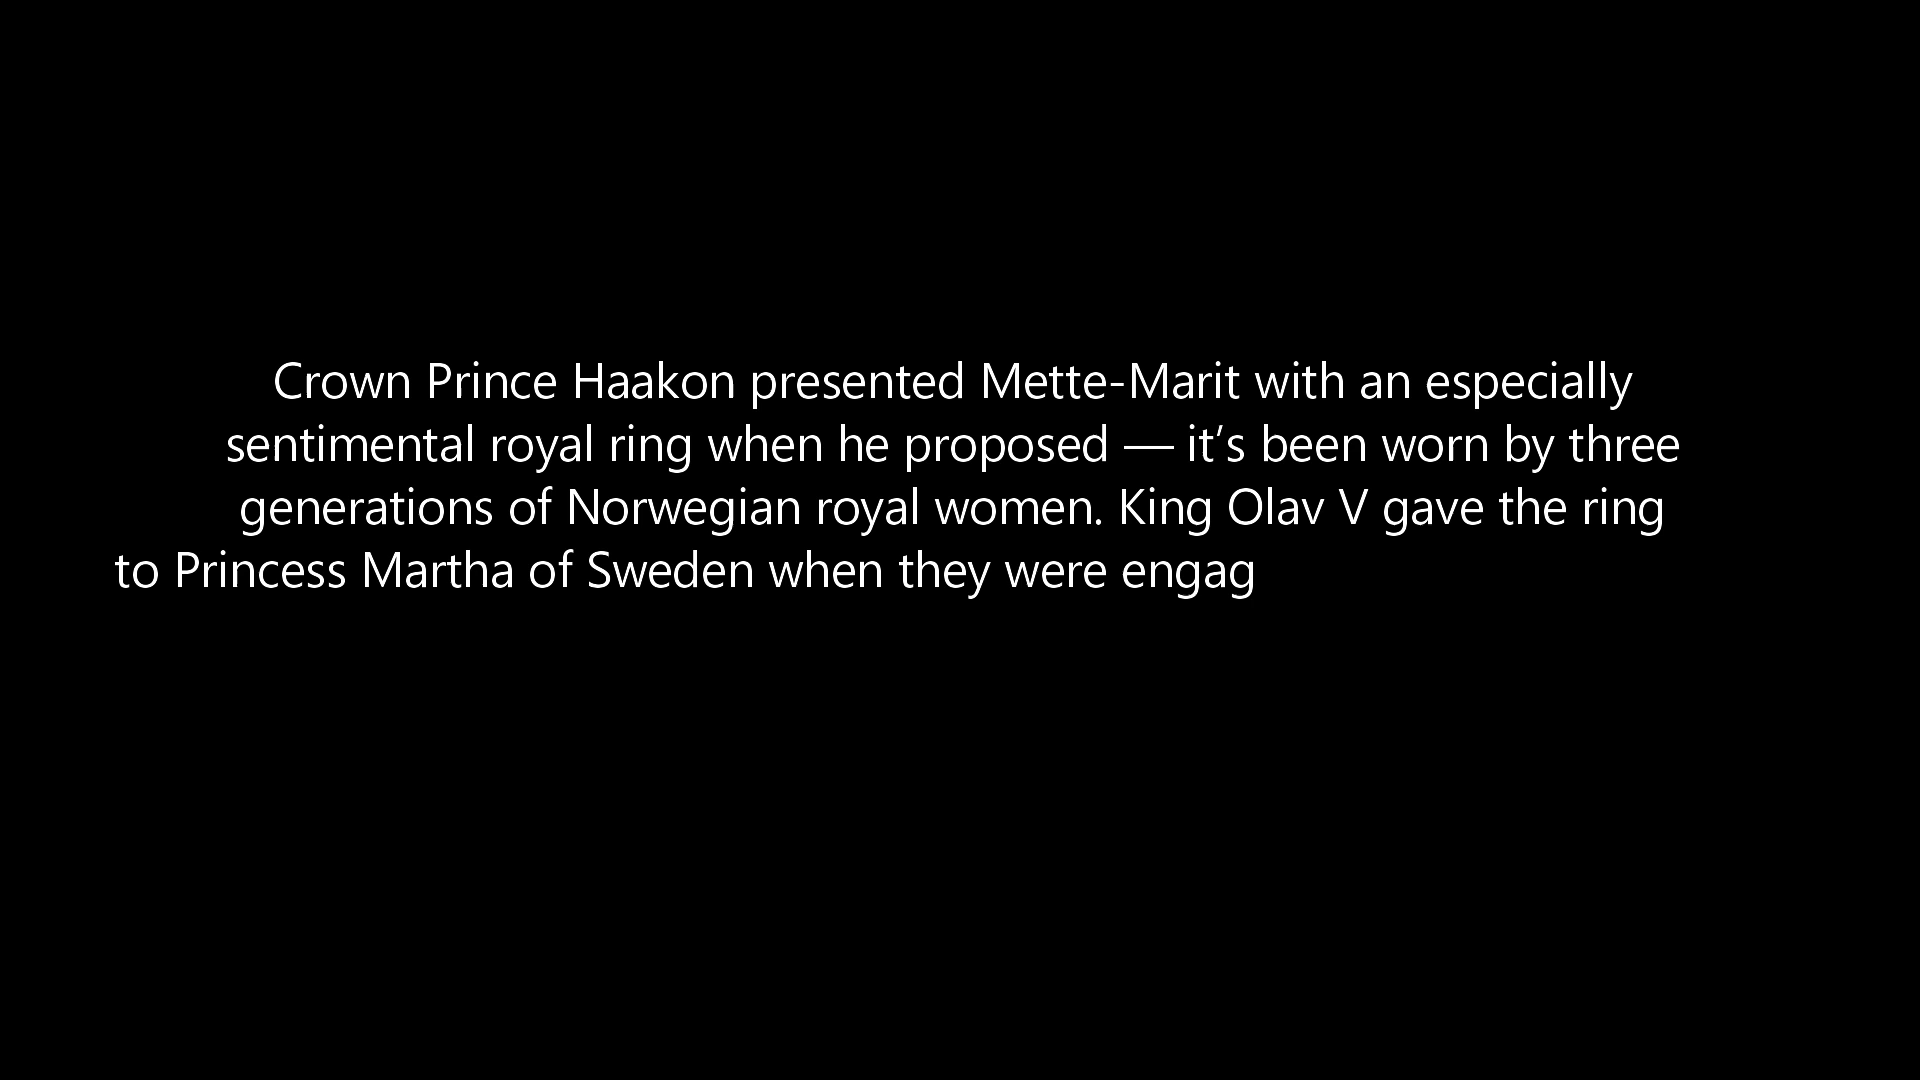 Crown Prince Haakon presented Mette-Marit with an especially
sentimental royal ring when he proposed — it’s been worn by three
generations of Norwegian royal women. King Olav V gave the ring
to Princess Martha of Sweden when they were engag